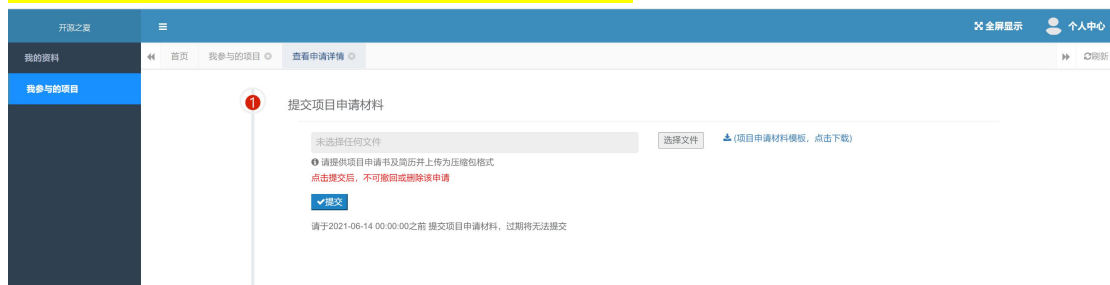 开源之夏
全屏显示
个人中心
我的资料
首页
我参与的项目
查看申请详情
刷新
我参与的项目
1
提交项目申请材料
未选择任何文件
选择文件
(项目申请材料模板，点击下载)
请提供项目申请书及简历并上传为压缩包格式
点击提交后，不可撤回或删除该申请
提交
请于2021-06-14 00:00:00之前 提交项目申请材料，过期将无法提交